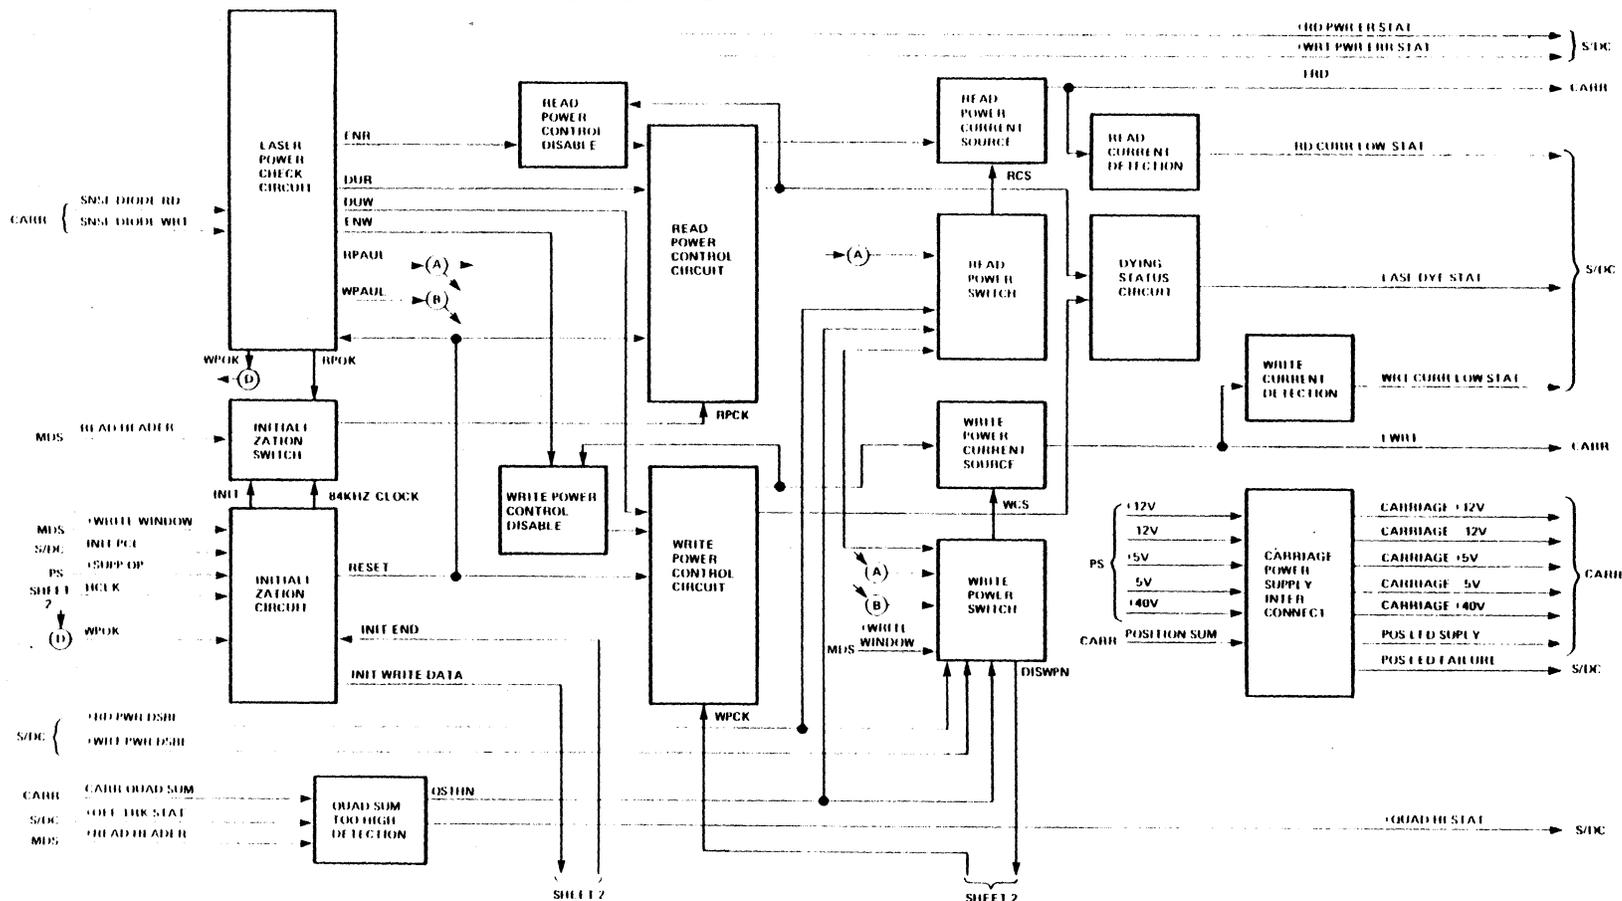 +RD PWR ER STAT
+WRT PWR ERR STAT
S/DC
CARR
READ
POWER
CONTROL
DISABLE
READ
POWER
CURRENT
SOURCE
READ
CURRENT
DETECTION
RD CURR LOW STAT
LASER
POWER
CHECK
CIRCUIT
ENR
DUR
DUW
ENW
RPAUL
WPAUL
A
B
CARR
SNSE DIODE RD
SNSE DIODE WRT
READ
POWER
CONTROL
CIRCUIT
RCS
A
READ
POWER
SWITCH
DYING
STATUS
CIRCUIT
S/DC
WPOK
RPOK
D
WRITE
CURRENT
DETECTION
WRT CURR LOW STAT
MDS
READ HEADER
INITIALI
ZATION
SWITCH
RPCK
WRITE
POWER
CURRENT
SOURCE
I WRT
CARR
INIT
84KHZ CLOCK
WRITE POWER
CONTROL
DISABLE
WCS
MDS
+WRITE WINDOW
S/DC
PS
+SUPP OP
SHEET
2
HCLK
D
WPOK
INITIALI
ZATION
CIRCUIT
RESET
INIT END
INIT WRITE DATA
WRITE
POWER
CONTROL
CIRCUIT
WPCK
A
B
+WRITE
WINDOW
MDS
WRITE
POWER
SWITCH
DISWPN
PS
+12V
12V
+5V
5V
+40V
CARR
POSITION SUM
CARRIAGE
POWER
SUPPLY
INTER
CONNECT
CARRIAGE +12V
CARRIAGE 12V
CARRIAGE +5V
CARRIAGE 5V
CARRIAGE +40V
POS LED SUPLY
POS LED FAILURE
CARR
S/DC
S/DC
+RD PWR DSBL
+WRT PWR DSBL
CARR
CARR QUAD SUM
S/DC
+OFF TRK STAT
MDS
+READ HEADER
QUAD SUM
TOO HIGH
DETECTION
+QUAD HI STAT
S/DC
SHEET 2
SHEET 2